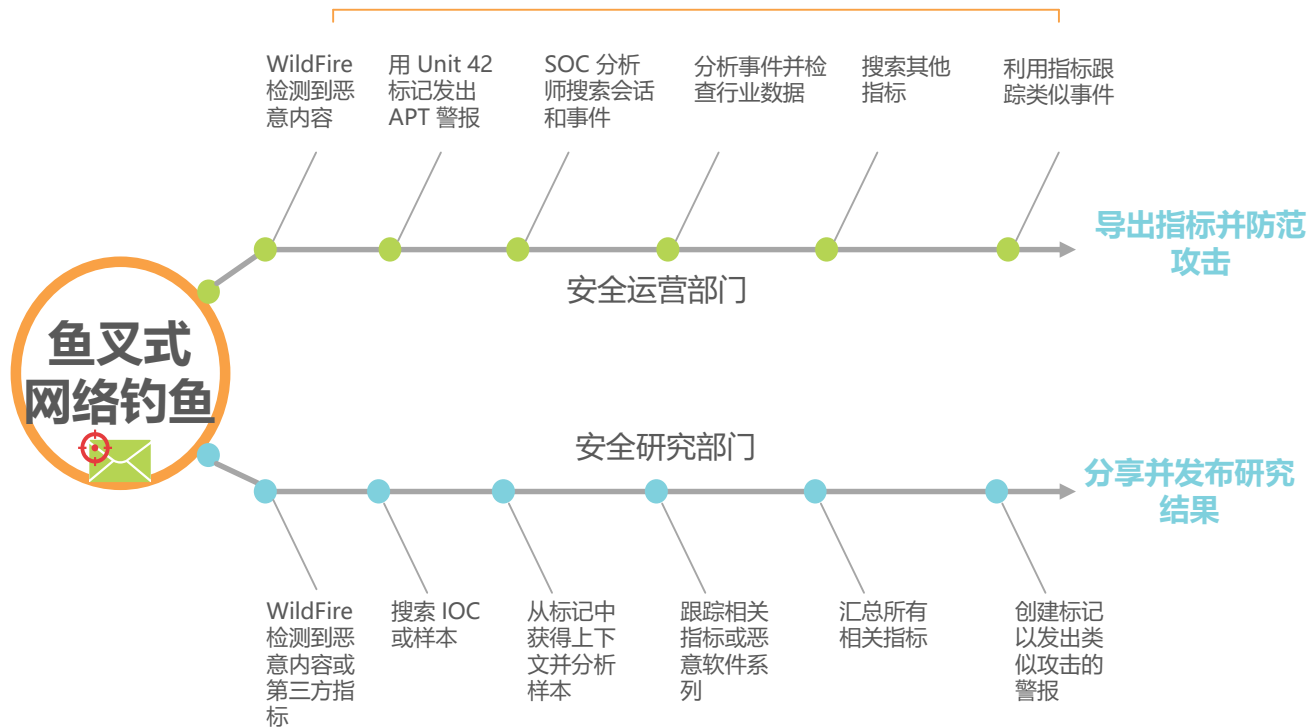 WildFire
检测到恶
意内容
用 Unit 42
标记发出
APT 警报
SOC 分析
师搜索会话
和事件
分析事件并检
查行业数据
搜索其他
指标
利用指标跟
踪类似事件
导出指标并防范
攻击
安全运营部门
鱼叉式
网络钓鱼
安全研究部门
分享并发布研究
结果
WildFire
检测到恶
意内容或
第三方指
标
搜索 IOC
或样本
从标记中
获得上下
文并分析
样本
跟踪相关
指标或恶
意软件系
列
汇总所有
相关指标
创建标记
以发出类
似攻击的
警报